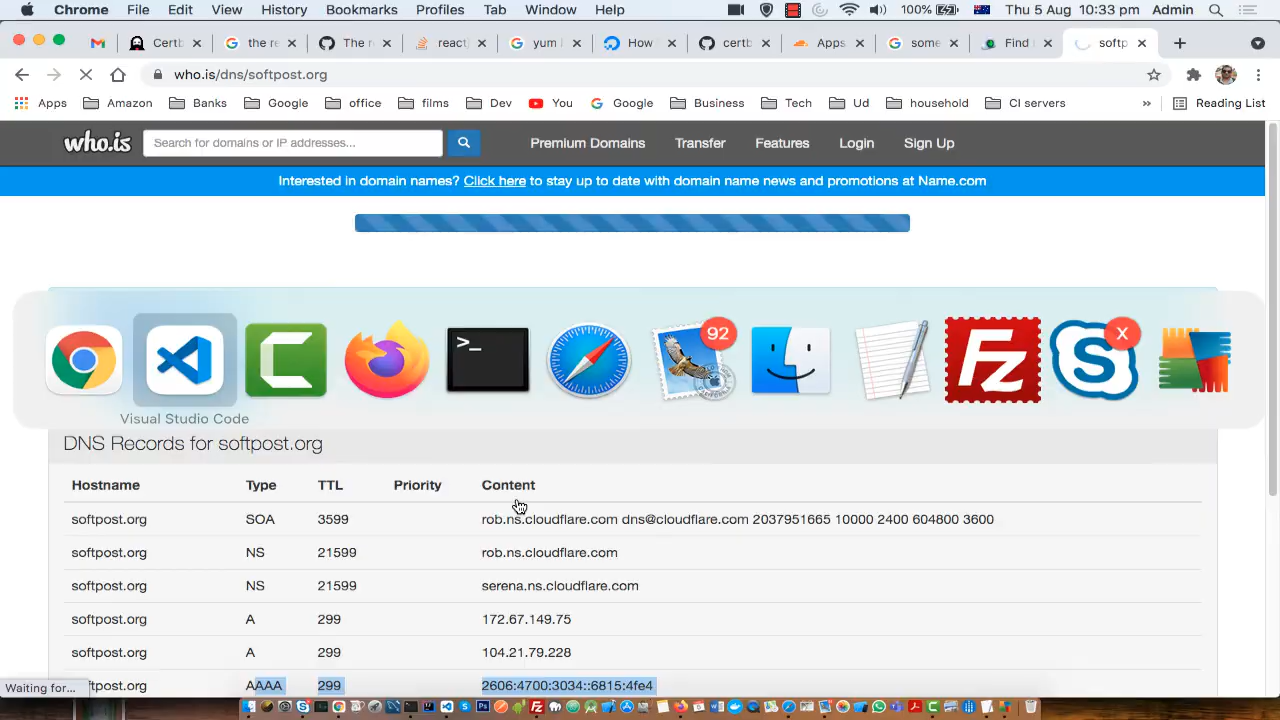 Chrome File Edit View History Bookmarks Profiles Tab Window Help 100% Thu 5 Aug 10:33 pm Admin
Certb the re The ro react yum i How certb Apps some Find softp
who.is/dns/softpost.org
Apps Amazon Banks Google office films Dev You Google Business Tech Ud household CI servers » Reading List
who.is Search for domains or IP addresses... Premium Domains Transfer Features Login Sign Up
Interested in domain names? Click here to stay up to date with domain name news and promotions at Name.com
92
X
>_
Fz
Visual Studio Code
DNS Records for softpost.org
Hostname Type TTL Priority Content
softpost.org SOA 3599 rob.ns.cloudflare.com dns@cloudflare.com 2037951665 10000 2400 604800 3600
softpost.org NS 21599 rob.ns.cloudflare.com
softpost.org NS 21599 serena.ns.cloudflare.com
softpost.org A 299 172.67.149.75
softpost.org A 299 104.21.79.228
Waiting for... ftpost.org AAAA 299 2606:4700:3034::6815:4fe4